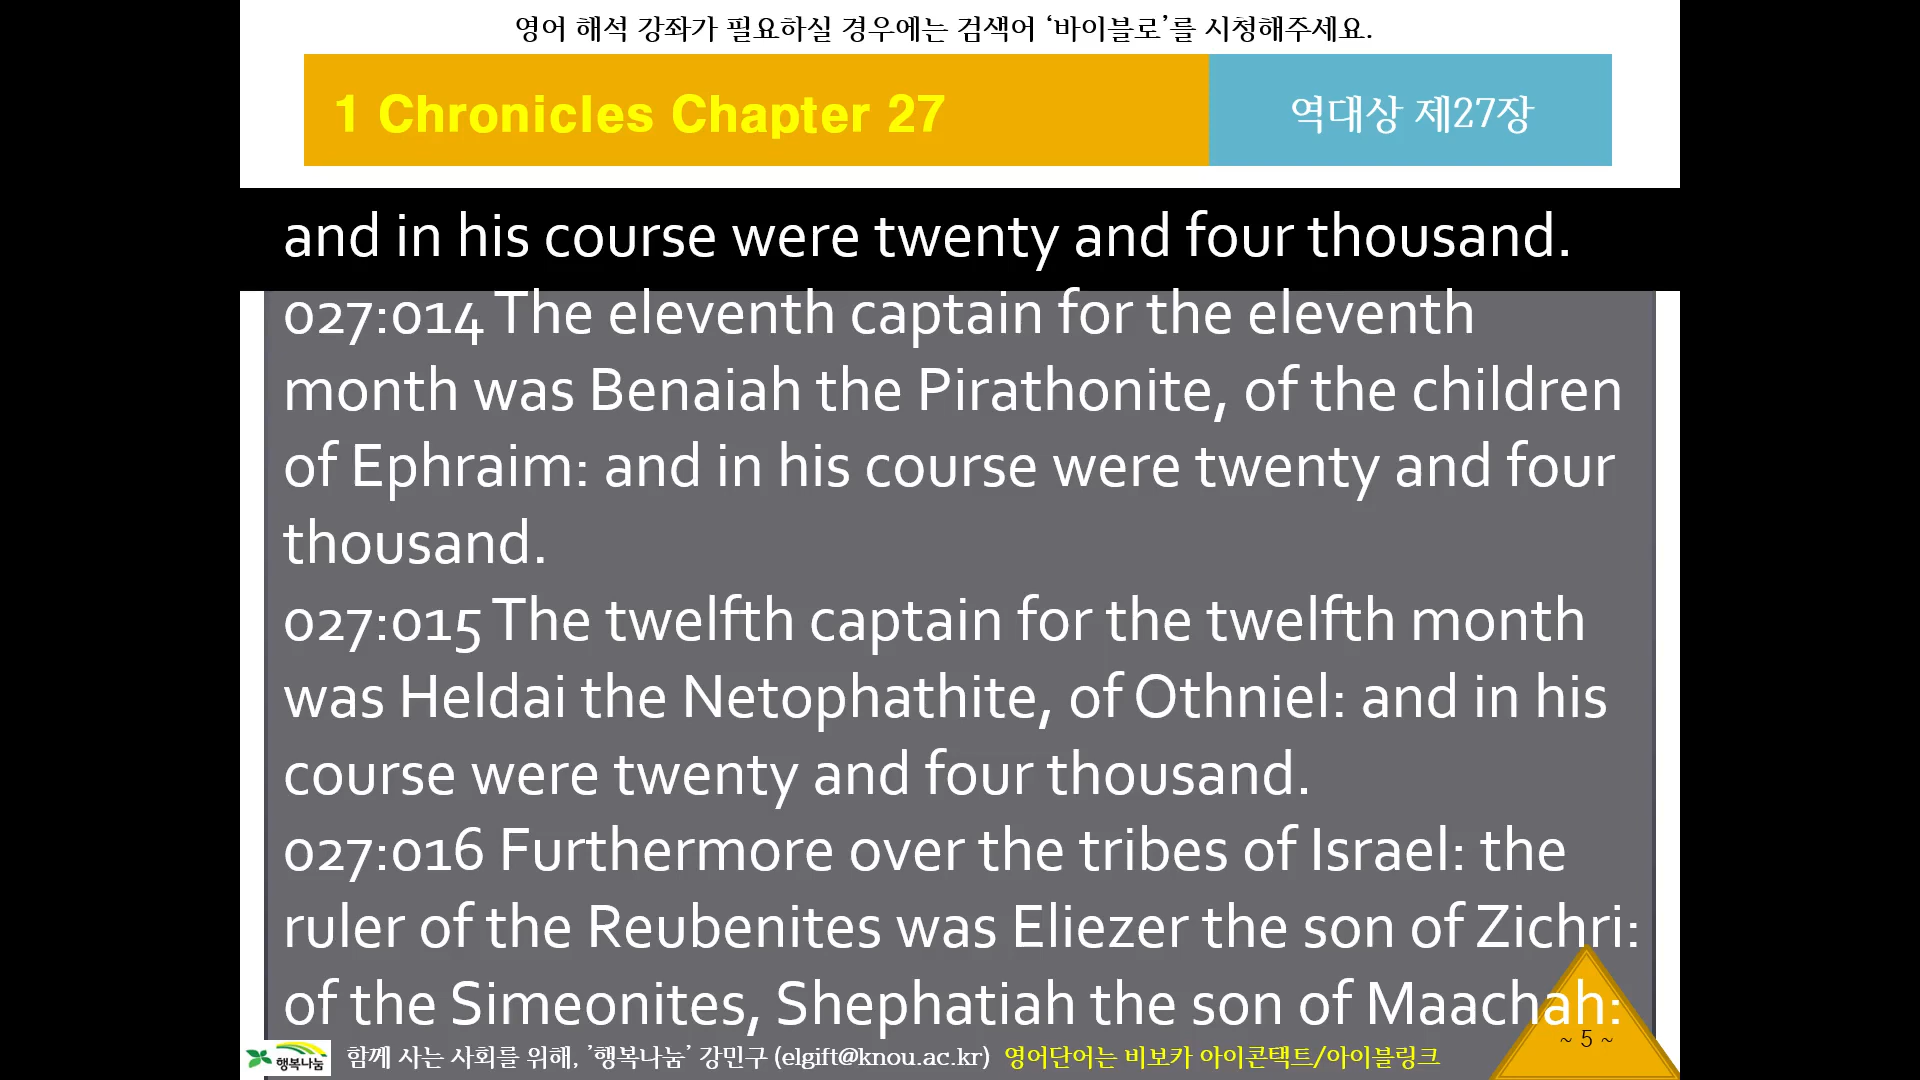 영어 해석 강좌가 필요하실 경우에는 검색어 ‘바이블로’를 시청해주세요.
1 Chronicles Chapter 27
역대상 제27장
and in his course were twenty and four thousand.
027:014 The eleventh captain for the eleventh
month was Benaiah the Pirathonite, of the children
of Ephraim: and in his course were twenty and four
thousand.
027:015 The twelfth captain for the twelfth month
was Heldai the Netophathite, of Othniel: and in his
course were twenty and four thousand.
027:016 Furthermore over the tribes of Israel: the
ruler of the Reubenites was Eliezer the son of Zichri:
of the Simeonites, Shephatiah the son of Maachah:
~ 5 ~
행복나눔
함께 사는 사회를 위해, ’행복나눔’ 강민구 (elgift@knou.ac.kr) 영어단어는 비보카 아이콘택트/아이블링크